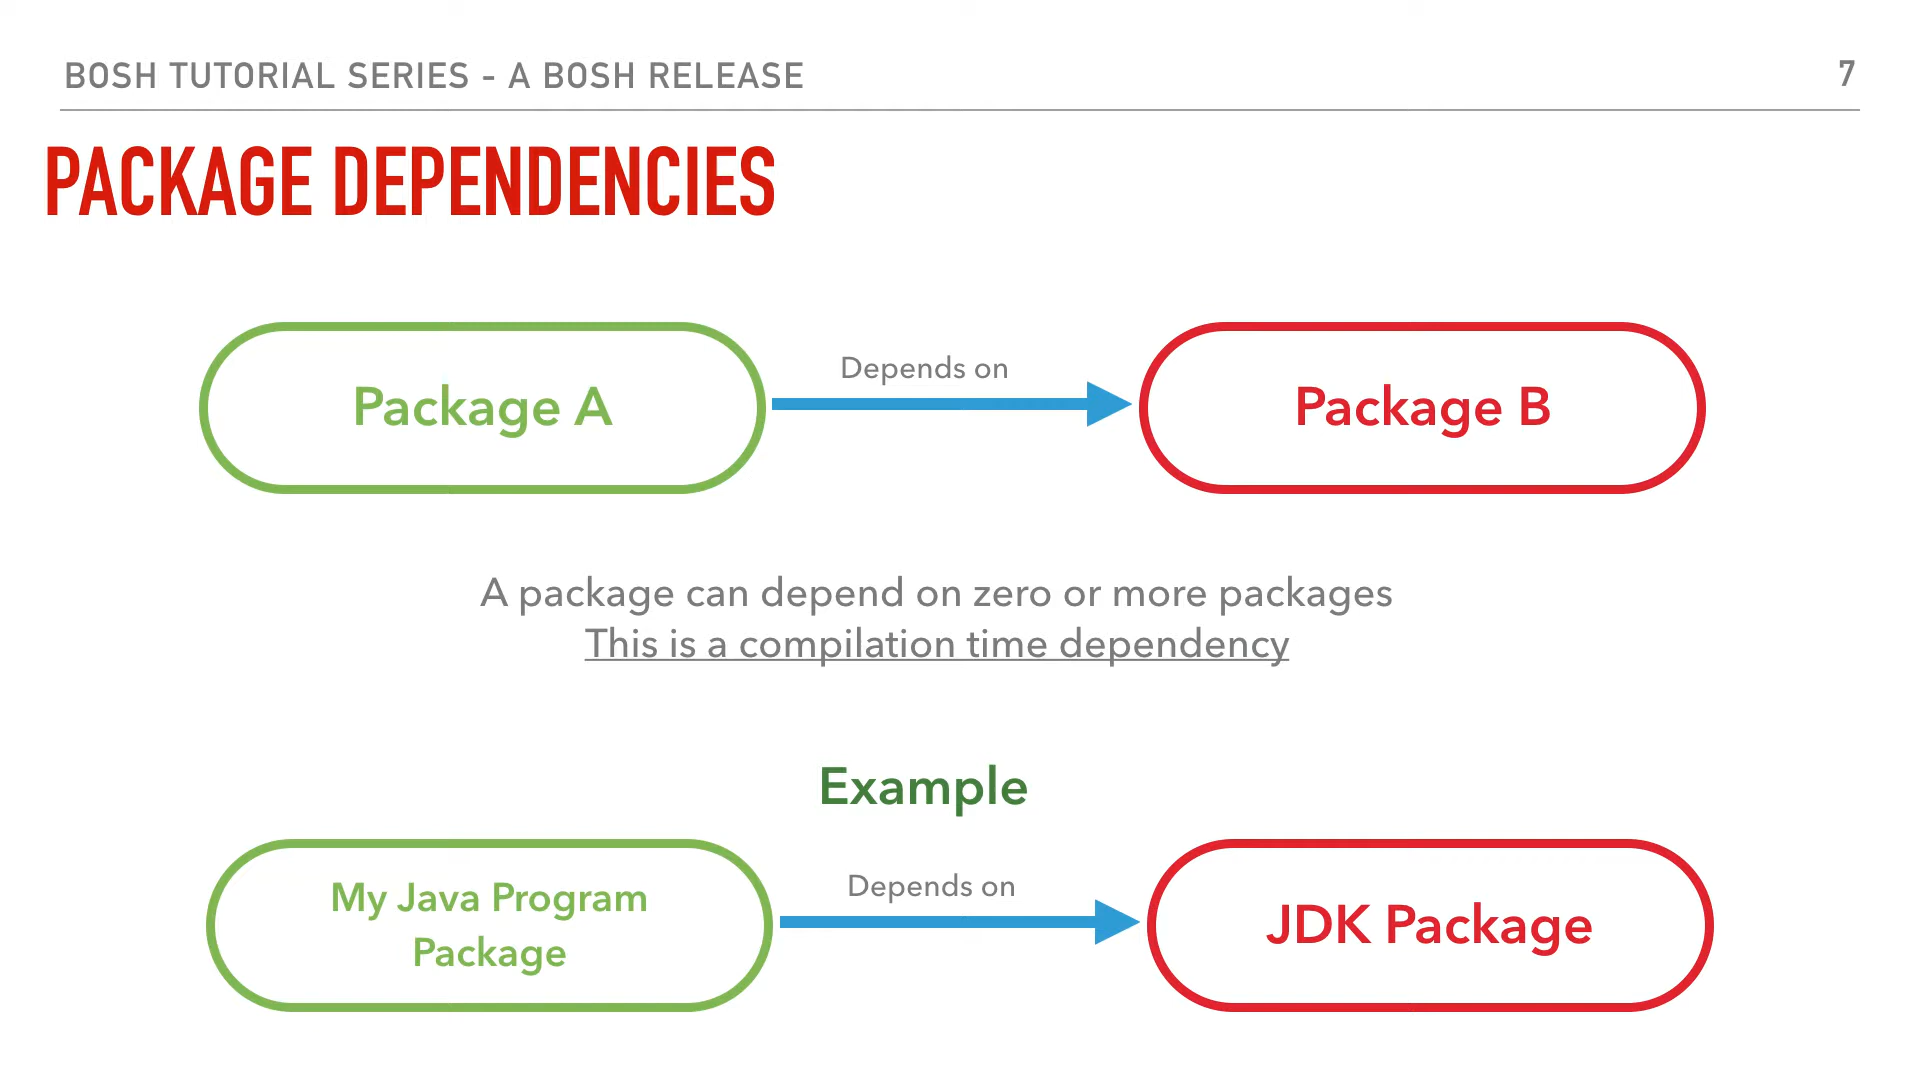 BOSH TUTORIAL SERIES - A BOSH RELEASE
7
PACKAGE DEPENDENCIES
Package A
Depends on
Package B
A package can depend on zero or more packages
This is a compilation time dependency
Example
My Java Program
Package
Depends on
JDK Package